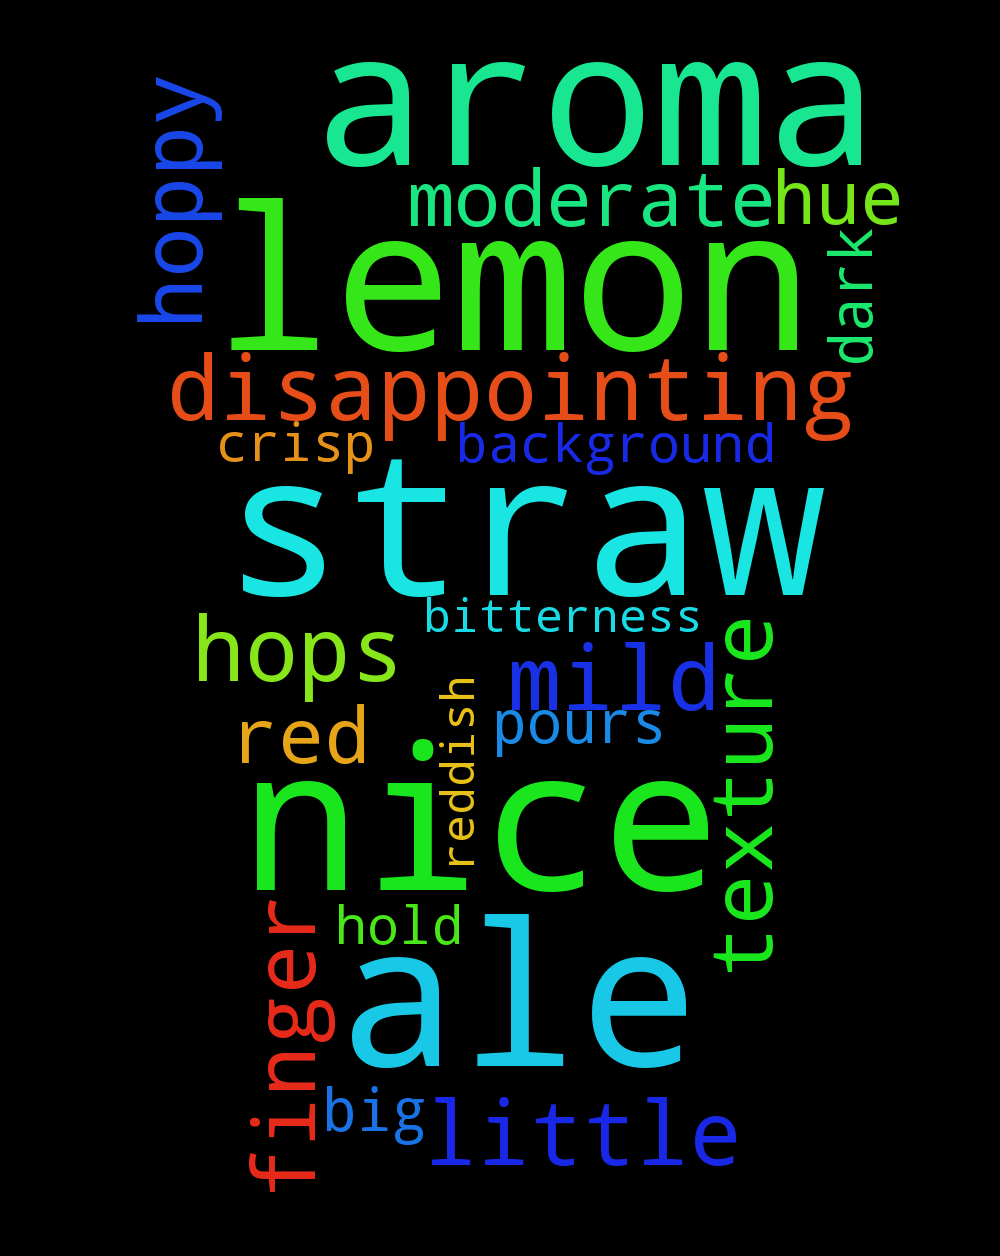 aroma
hoppy
moderate
hue
lemon
dark
disappointing
crisp
background
straw
bitterness
hops
mild
texture
reddish
red
pours
nice
finger
hold
ale
big
little